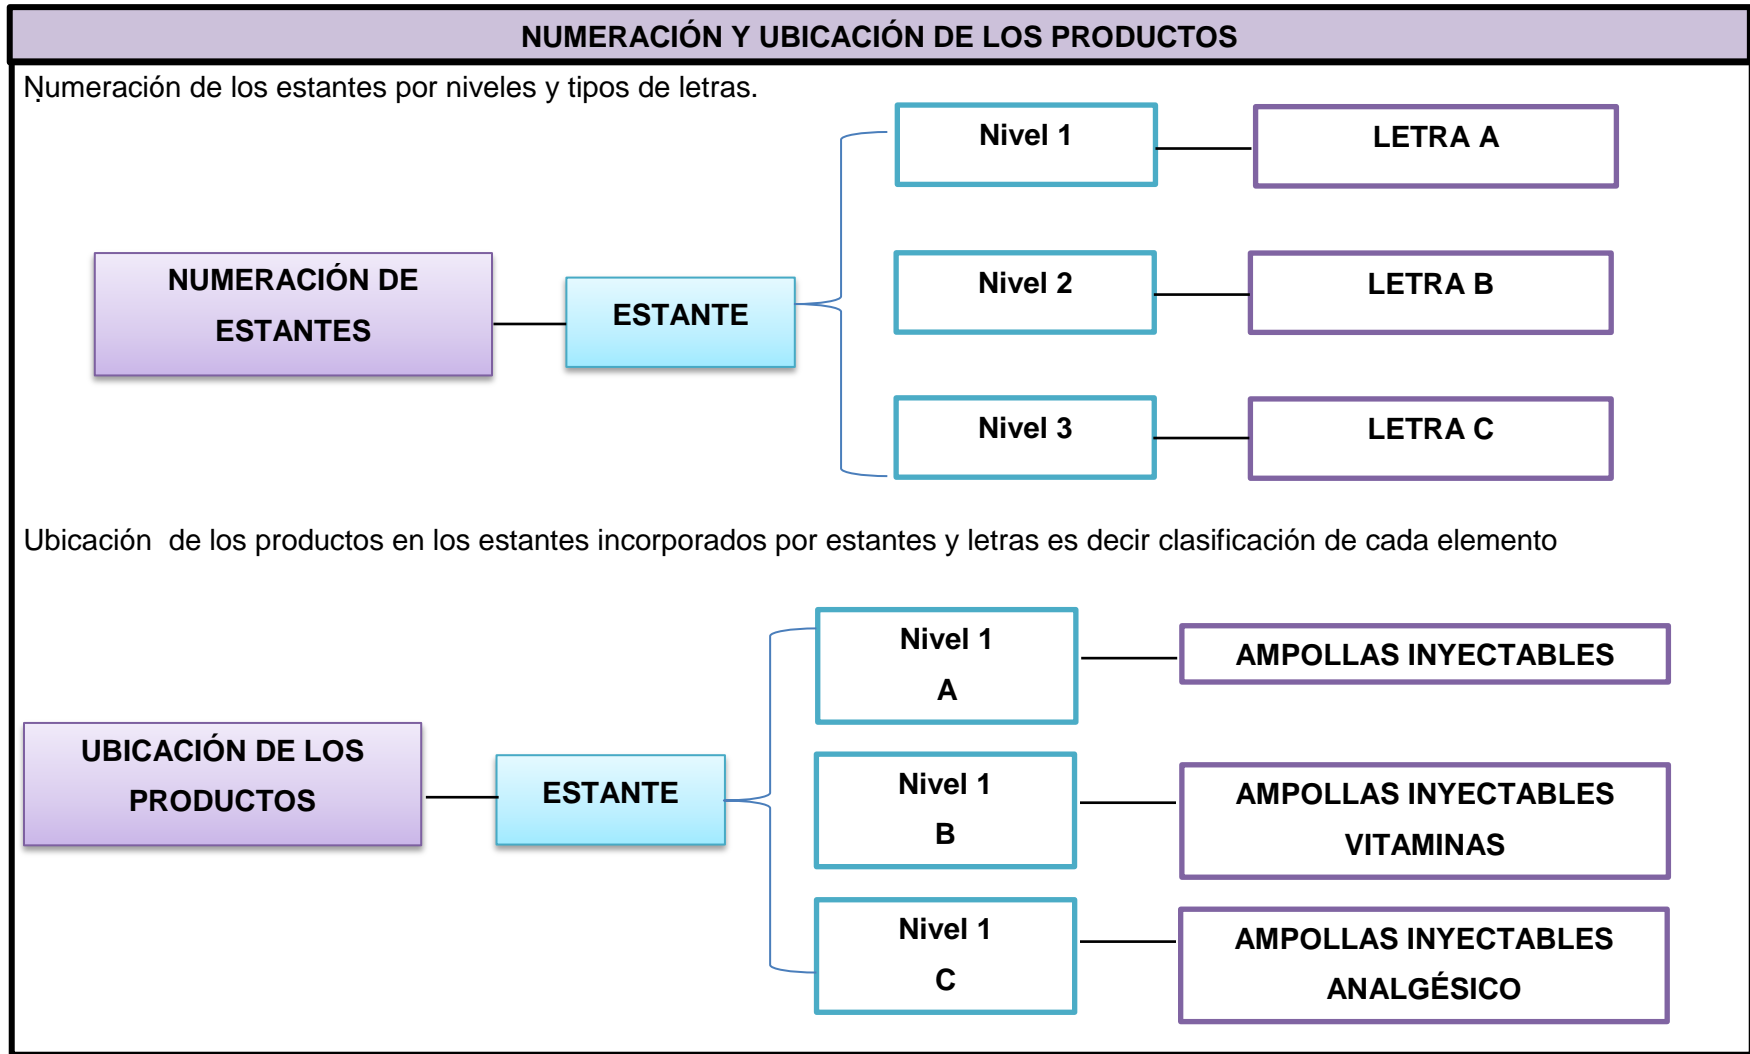 NUMERACIÓN Y UBICACIÓN DE LOS PRODUCTOS
Numeración de los estantes por niveles y tipos de letras.
Nivel 1
LETRA A
NUMERACIÓN DE
ESTANTES
ESTANTE
Nivel 2
LETRA B
Nivel 3
LETRA C
Ubicación  de los productos en los estantes incorporados por estantes y letras es decir clasificación de cada elemento
Nivel 1
A
AMPOLLAS INYECTABLES
UBICACIÓN DE LOS
PRODUCTOS
ESTANTE
Nivel 1
B
AMPOLLAS INYECTABLES
VITAMINAS
Nivel 1
C
AMPOLLAS INYECTABLES
ANALGÉSICO